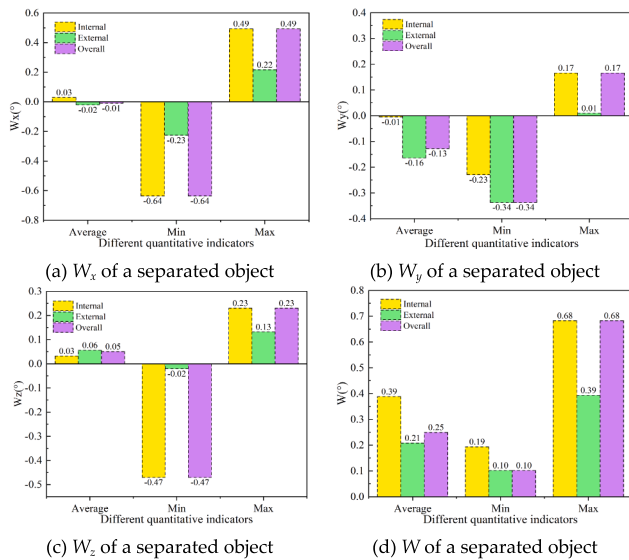 (a)
Internal
External
Overall
Wx(°)
0.6
0.4
0.2
0.0
-0.2
-0.4
-0.6
-0.8
0.03
-0.02
-0.01
-0.64
-0.23
-0.64
0.49
0.22
0.49
Average Min Max
Different quantitative indicators
(a) Wx of a separated object
(b)
Internal
External
Overall
Wy(°)
0.4
0.3
0.2
0.1
0.0
-0.1
-0.2
-0.3
-0.4
-0.01
-0.16
-0.13
-0.23
-0.34
-0.34
0.17
0.01
0.17
Average Min Max
Different quantitative indicators
(b) Wy of a separated object
(c)
Internal
External
Overall
Wz(°)
0.3
0.2
0.1
0.0
-0.1
-0.2
-0.3
-0.4
-0.5
0.03
0.06
0.05
-0.47
-0.02
-0.47
0.23
0.13
0.23
Average Min Max
Different quantitative indicators
(c) Wz of a separated object
(d)
Internal
External
Overall
W(°)
0.8
0.7
0.6
0.5
0.4
0.3
0.2
0.1
0.0
0.39
0.21
0.25
0.19
0.10
0.10
0.68
0.39
0.68
Average Min Max
Different quantitative indicators
(d) W of a separated object